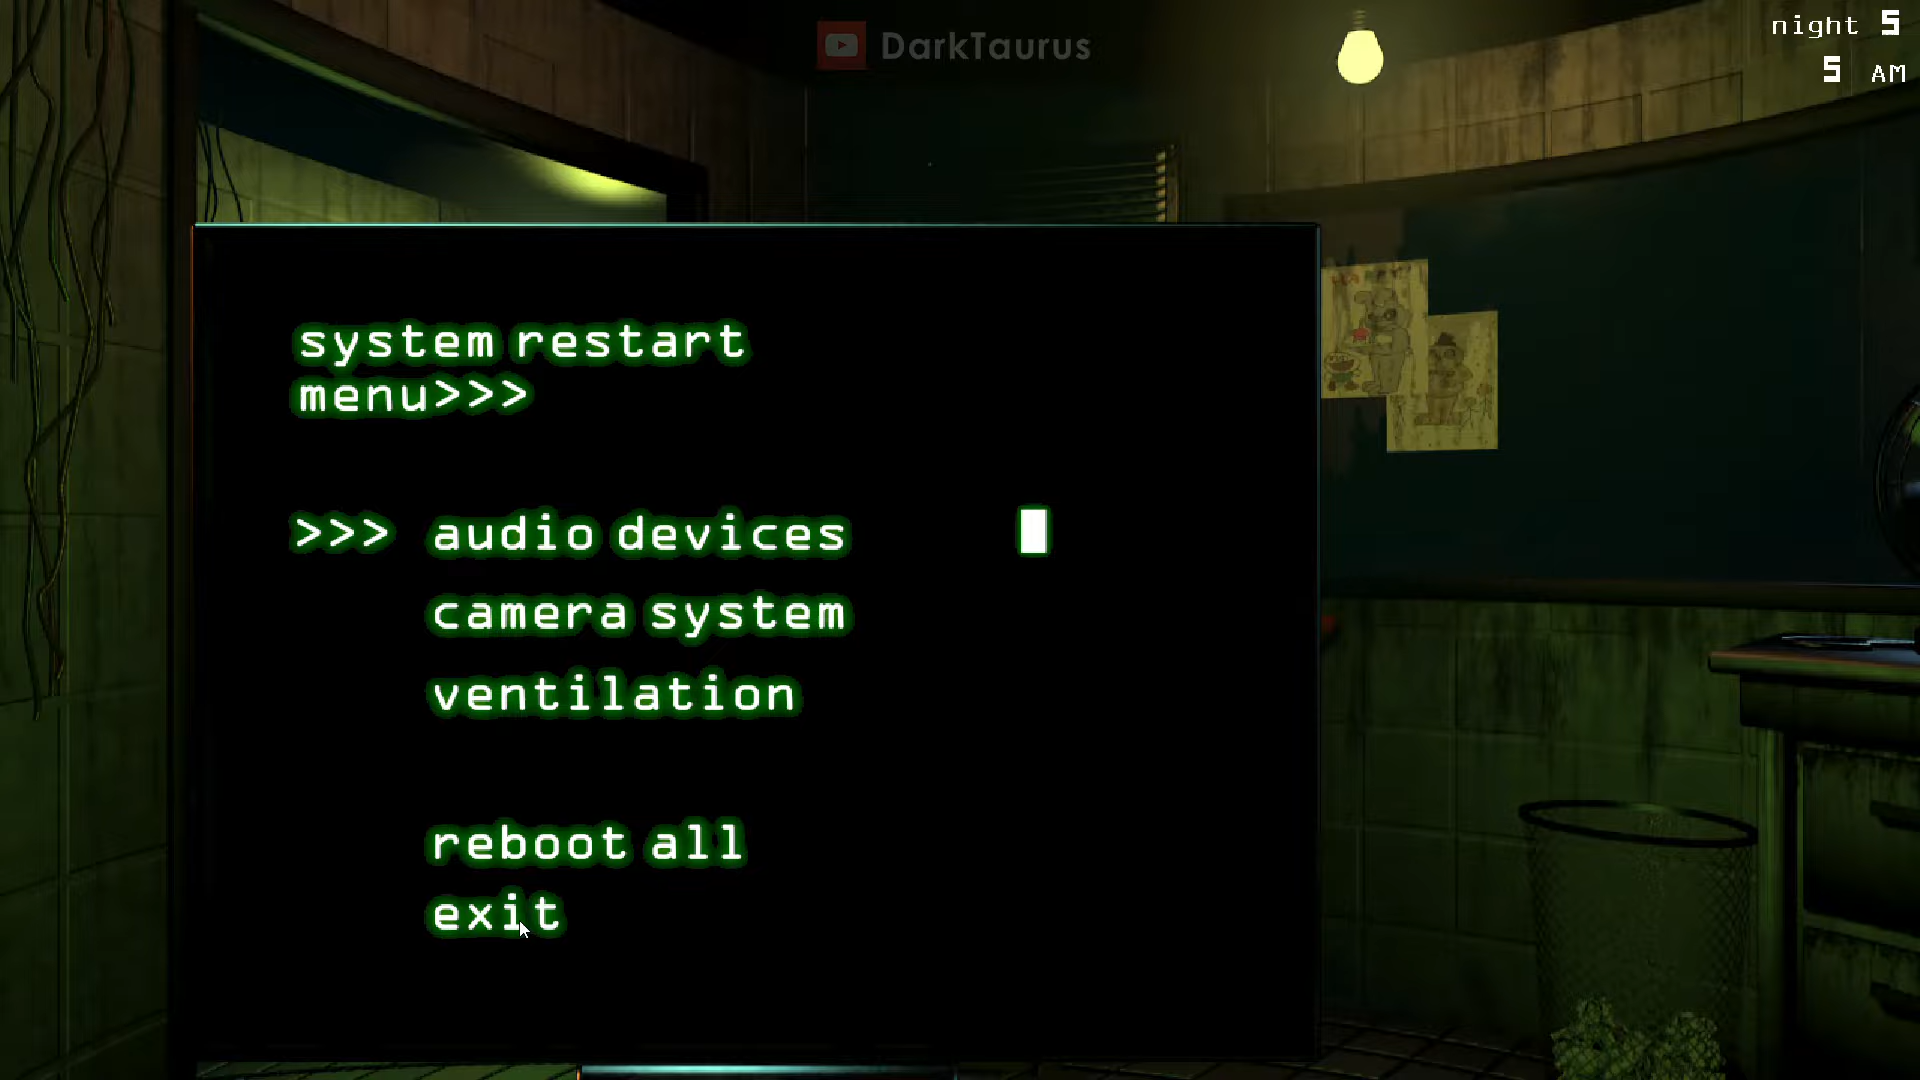 DarkTaurus
night 5
5 AM
system restart
menu>>>
>>> audio devices
camera system
ventilation
reboot all
exit